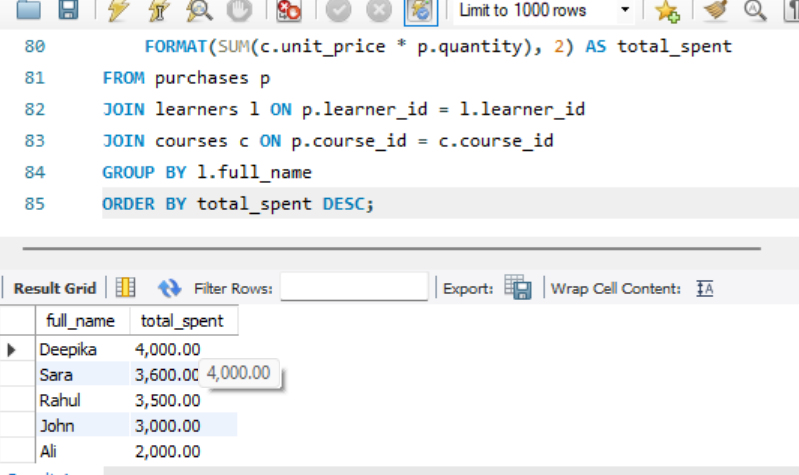 Limit to 1000 rows
80 FORMAT(SUM(c.unit_price * p.quantity), 2) AS total_spent
81 FROM purchases p
82 JOIN learners l ON p.learner_id = l.learner_id
83 JOIN courses c ON p.course_id = c.course_id
84 GROUP BY l.full_name
85 ORDER BY total_spent DESC;
Result Grid Filter Rows: Export: Wrap Cell Content: IA
full_name total_spent
Deepika 4,000.00
Sara 3,600.00 4,000.00
Rahul 3,500.00
John 3,000.00
Ali 2,000.00